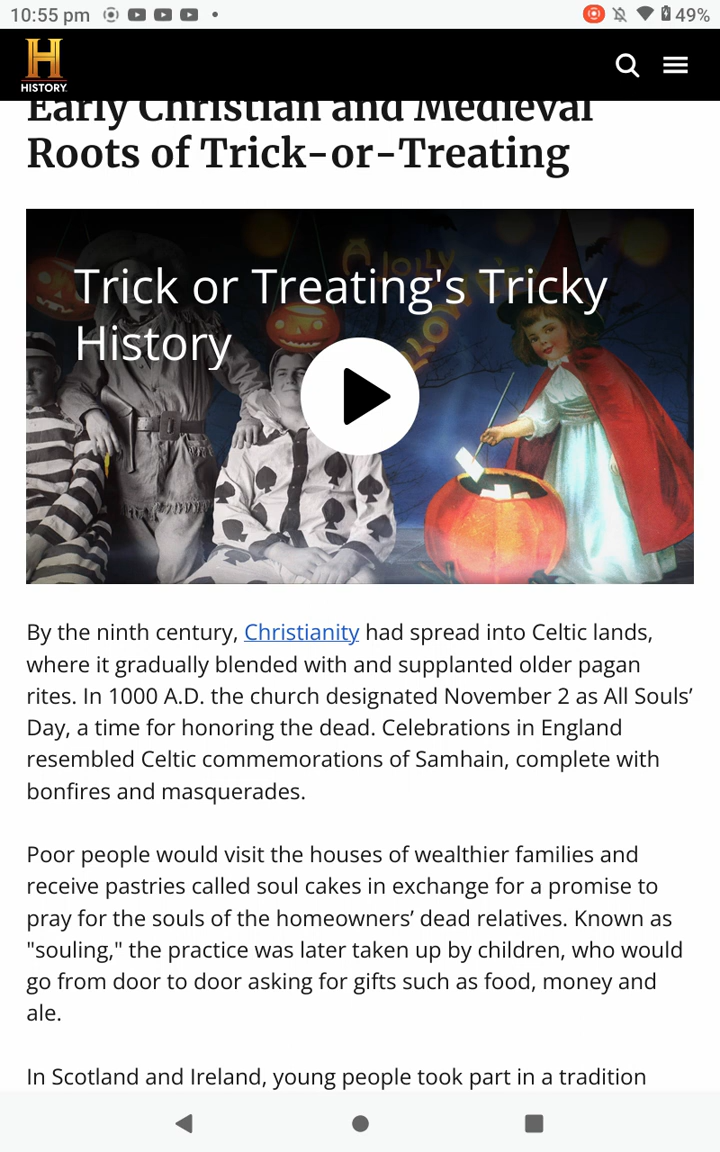 10:55 pm
49%
H
HISTORY.
Early Christian and Medieval
Roots of Trick-or-Treating
A JOLLY
Trick or Treating's Tricky
History
By the ninth century, Christianity had spread into Celtic lands,
where it gradually blended with and supplanted older pagan
rites. In 1000 A.D. the church designated November 2 as All Souls’
Day, a time for honoring the dead. Celebrations in England
resembled Celtic commemorations of Samhain, complete with
bonfires and masquerades.
Poor people would visit the houses of wealthier families and
receive pastries called soul cakes in exchange for a promise to
pray for the souls of the homeowners’ dead relatives. Known as
"souling," the practice was later taken up by children, who would
go from door to door asking for gifts such as food, money and
ale.
In Scotland and Ireland, young people took part in a tradition